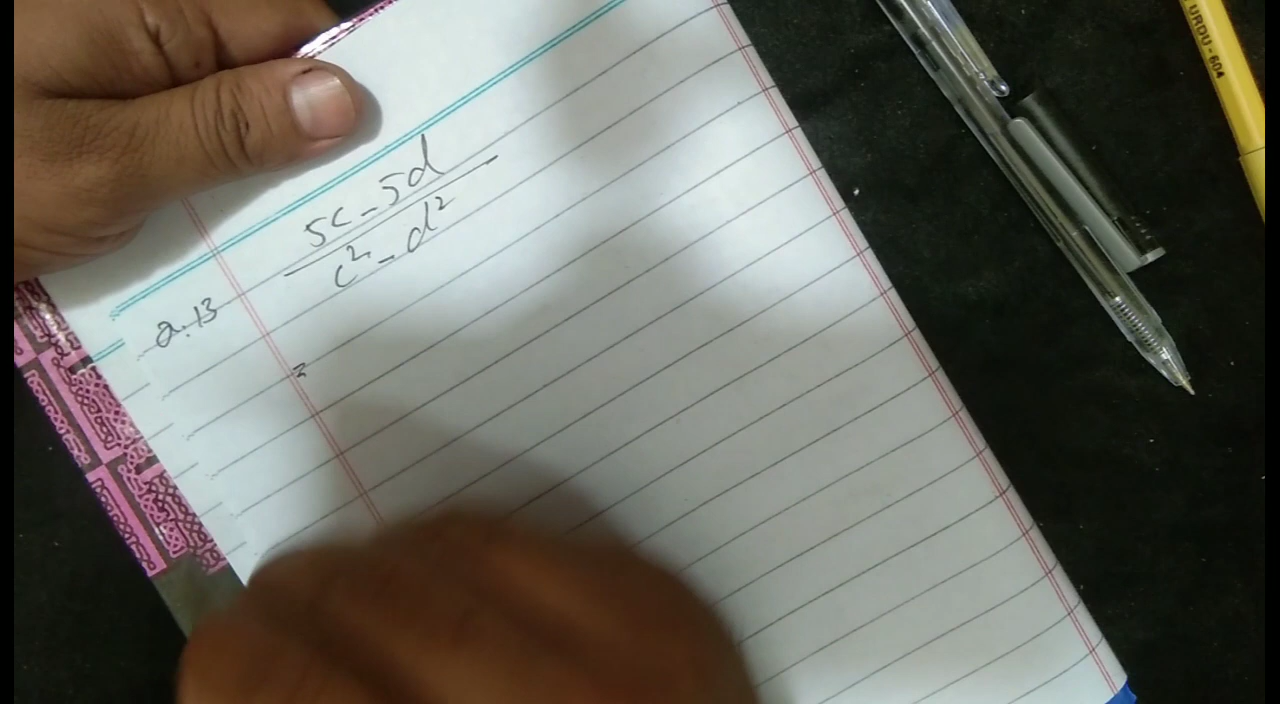 5c - 5d
c² - d²
Q.13
=
URDU - 604